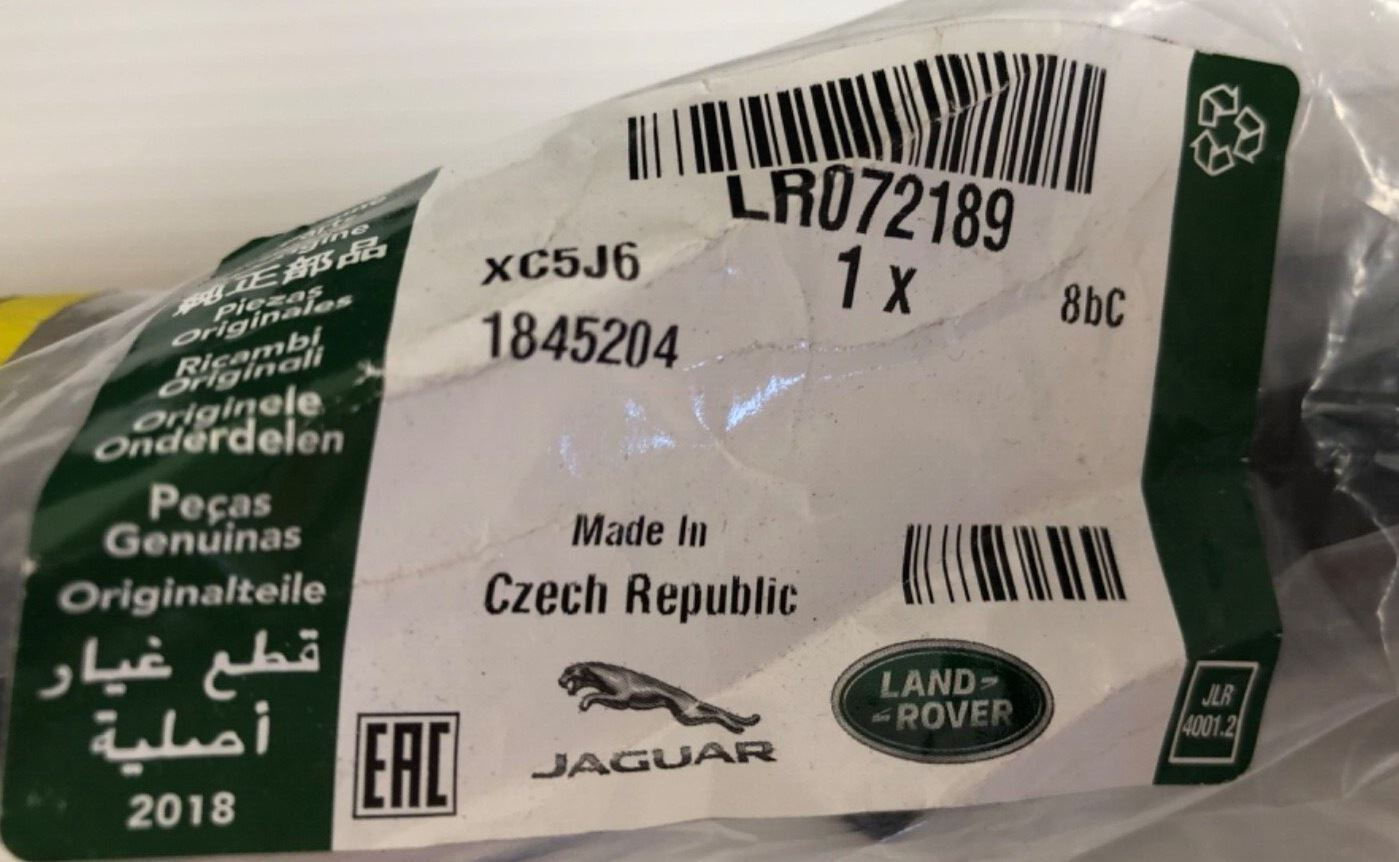 純正部品
Piezas
Originales
Ricambi
Originali
Originele
Onderdelen
Peças
Genuínas
Originalteile
قطع غيار
أصلية
2018
LR072189
xC5J6
1 x
8bC
1845204
Made In
Czech Republic
EAC
JAGUAR
LAND
ROVER
JLR
4001.2